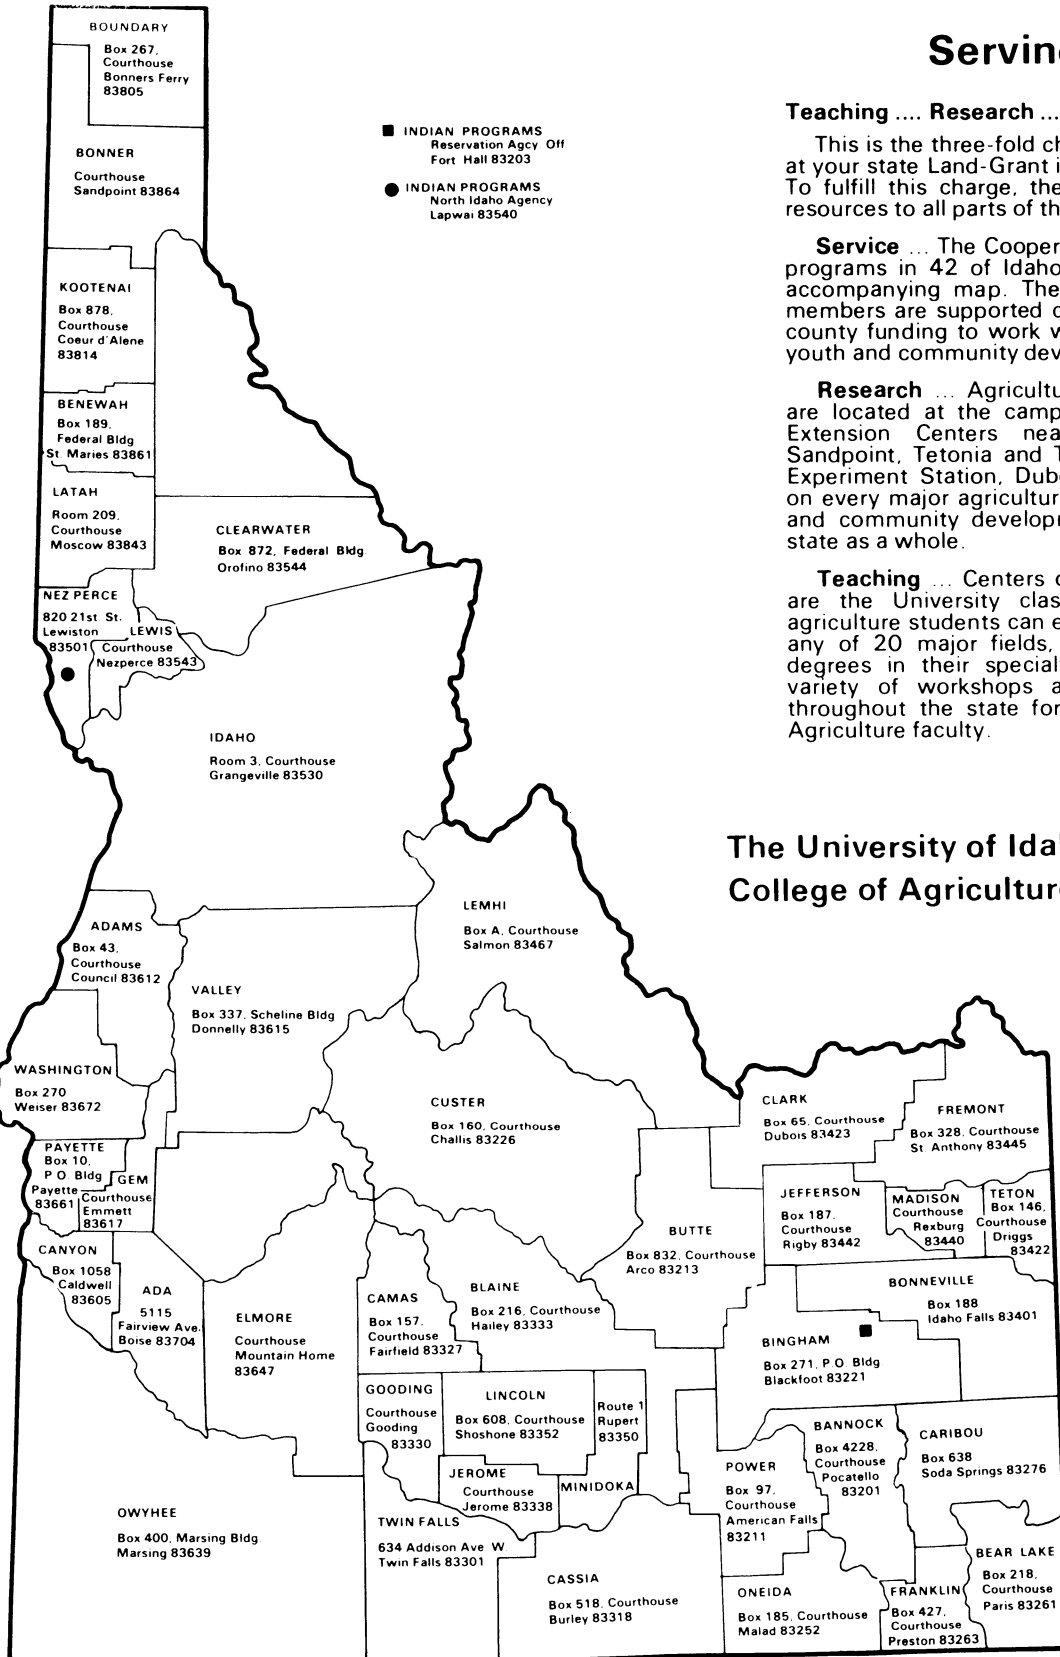 BOUNDARY
Box 267,
Courthouse
Bonners Ferry
83805
BONNER
Courthouse
Sandpoint 83864
INDIAN PROGRAMS
Reservation Agcy Off
Fort Hall 83203
INDIAN PROGRAMS
North Idaho Agency
Lapwai 83540
KOOTENAI
Box 878,
Courthouse
Coeur d'Alene
83814
BENEWAH
Box 189,
Federal Bldg
St. Maries 83861
LATAH
Room 209,
Courthouse
Moscow 83843
CLEARWATER
Box 872, Federal Bldg.
Orofino 83544
NEZ PERCE
820 21st. St.
Lewiston
83501
LEWIS
Courthouse
Nezperce 83543
IDAHO
Room 3, Courthouse
Grangeville 83530
Serving
Teaching .... Research ...
This is the three-fold ch
at your state Land-Grant i
To fulfill this charge, the
resources to all parts of th
Service ... The Cooper
programs in 42 of Idaho
accompanying map. The
members are supported
county funding to work w
youth and community dev
Research ... Agricultu
are located at the camp
Extension Centers nea
Sandpoint, Tetonia and T
Experiment Station, Dub
on every major agricultur
and community develop
state as a whole.
Teaching ... Centers
are the University clas
agriculture students can e
any of 20 major fields,
degrees in their special
variety of workshops a
throughout the state for
Agriculture faculty.
The University of Ida
College of Agriculture
ADAMS
Box 43,
Courthouse
Council 83612
VALLEY
Box 337, Scheline Bldg
Donnelly 83615
LEMHI
Box A, Courthouse
Salmon 83467
WASHINGTON
Box 270
Weiser 83672
CUSTER
Box 160, Courthouse
Challis 83226
CLARK
Box 65, Courthouse
Dubois 83423
FREMONT
Box 328, Courthouse
St. Anthony 83445
PAYETTE
Box 10,
P.O. Bldg
Payette
83661
GEM
Courthouse
Emmett
83617
JEFFERSON
Box 187,
Courthouse
Rigby 83442
MADISON
Courthouse
Rexburg
83440
TETON
Box 146,
Courthouse
Driggs
83422
BUTTE
Box 832, Courthouse
Arco 83213
CANYON
Box 1058
Caldwell
83605
ADA
5115
Fairview Ave.
Boise 83704
ELMORE
Courthouse
Mountain Home
83647
CAMAS
Box 157,
Courthouse
Fairfield 83327
BLAINE
Box 216, Courthouse
Hailey 83333
BONNEVILLE
Box 188
Idaho Falls 83401
BINGHAM
Box 271, P.O. Bldg.
Blackfoot 83221
GOODING
Courthouse
Gooding
83330
LINCOLN
Box 608, Courthouse
Shoshone 83352
Route 1
Rupert
83350
MINIDOKA
JEROME
Courthouse
Jerome 83338
BANNOCK
Box 4228,
Courthouse
Pocatello
83201
CARIBOU
Box 638
Soda Springs 83276
POWER
Box 97,
Courthouse
American Falls
83211
OWYHEE
Box 400, Marsing Bldg.
Marsing 83639
TWIN FALLS
634 Addison Ave. W.
Twin Falls 83301
CASSIA
Box 518, Courthouse
Burley 83318
ONEIDA
Box 185, Courthouse
Malad 83252
FRANKLIN
Box 427,
Courthouse
Preston 83263
BEAR LAKE
Box 218,
Courthouse
Paris 83261